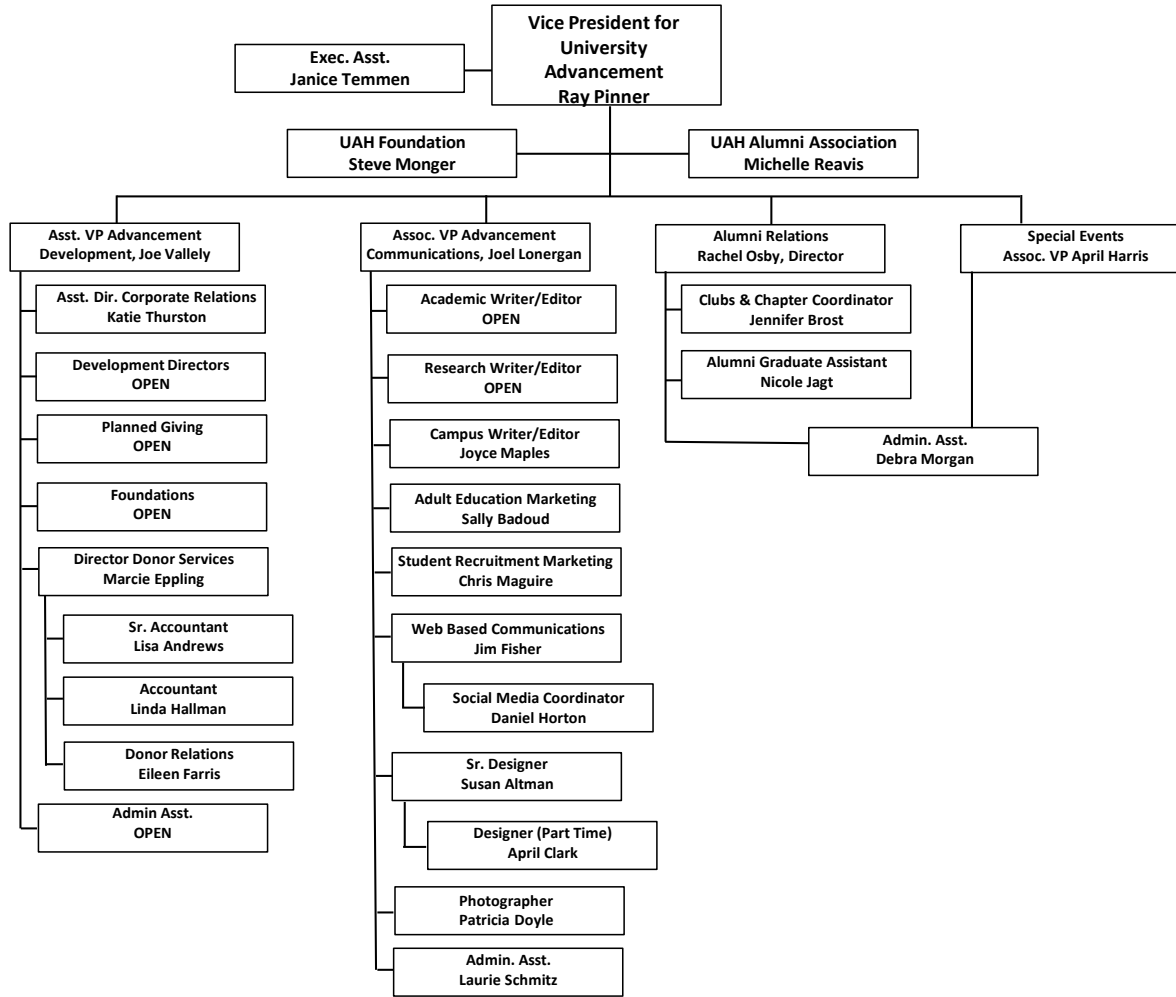 Vice President for
University
Advancement
Ray Pinner
Exec. Asst.
Janice Temmen
UAH Foundation
Steve Monger
UAH Alumni Association
Michelle Reavis
Asst. VP Advancement
Development, Joe Vallely
Asst. Dir. Corporate Relations
Katie Thurston
Development Directors
OPEN
Planned Giving
OPEN
Foundations
OPEN
Director Donor Services
Marcie Eppling
Sr. Accountant
Lisa Andrews
Accountant
Linda Hallman
Donor Relations
Eileen Farris
Admin Asst.
OPEN
Assoc. VP Advancement
Communications, Joel Lonergan
Academic Writer/Editor
OPEN
Research Writer/Editor
OPEN
Campus Writer/Editor
Joyce Maples
Adult Education Marketing
Sally Badoud
Student Recruitment Marketing
Chris Maguire
Web Based Communications
Jim Fisher
Social Media Coordinator
Daniel Horton
Sr. Designer
Susan Altman
Designer (Part Time)
April Clark
Photographer
Patricia Doyle
Admin. Asst.
Laurie Schmitz
Alumni Relations
Rachel Osby, Director
Clubs & Chapter Coordinator
Jennifer Brost
Alumni Graduate Assistant
Nicole Jagt
Special Events
Assoc. VP April Harris
Admin. Asst.
Debra Morgan